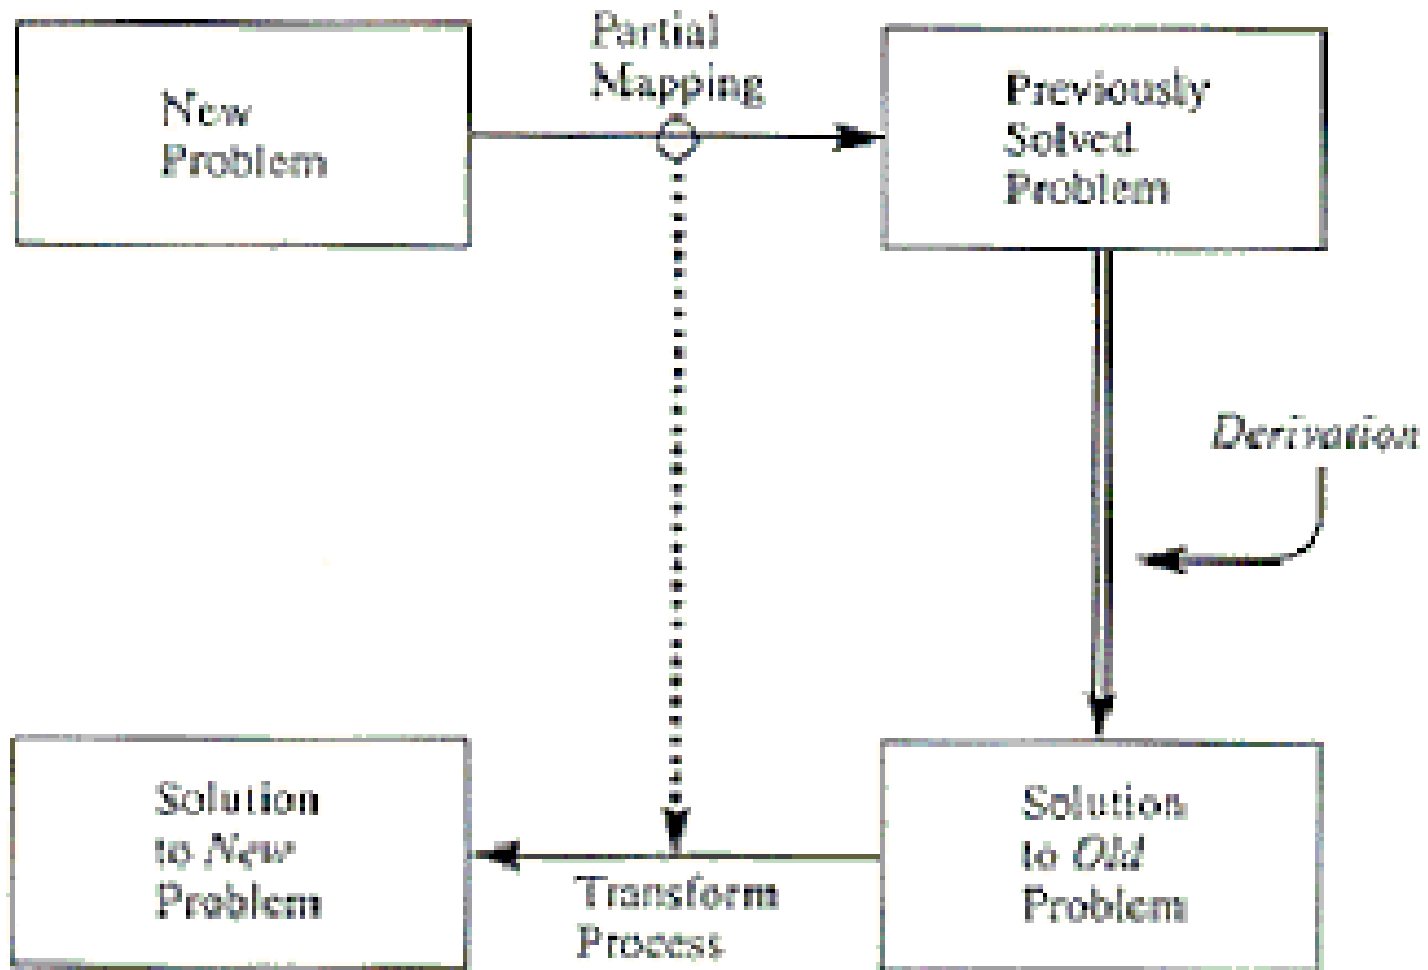 New
Problem
Partial
Mapping
Previously
Solved
Problem
Derivation
Solution
to New
Problem
Transform
Process
Solution
to Old
Problem